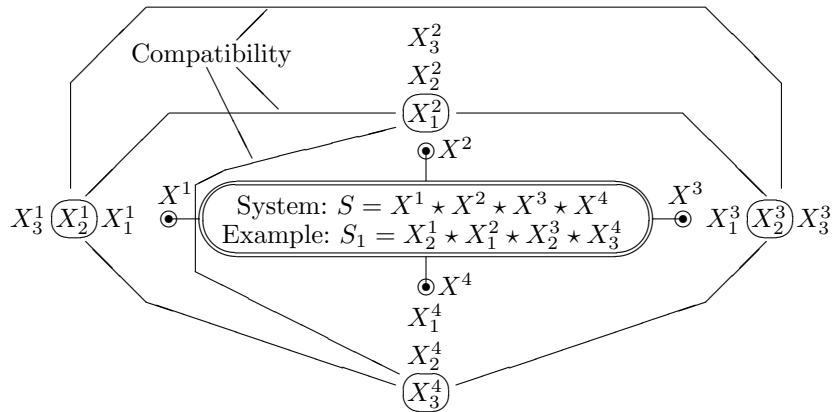 X_3^2
Compatibility
X_2^2
X_1^2
X^2
X^1 X^3
System: S = X^1 ⋆ X^2 ⋆ X^3 ⋆ X^4
X_3^1 X_2^1 X_1^1 X_1^3 X_2^3 X_3^3
Example: S_1 = X_2^1 ⋆ X_1^2 ⋆ X_2^3 ⋆ X_3^4
X^4
X_1^4
X_2^4
X_3^4